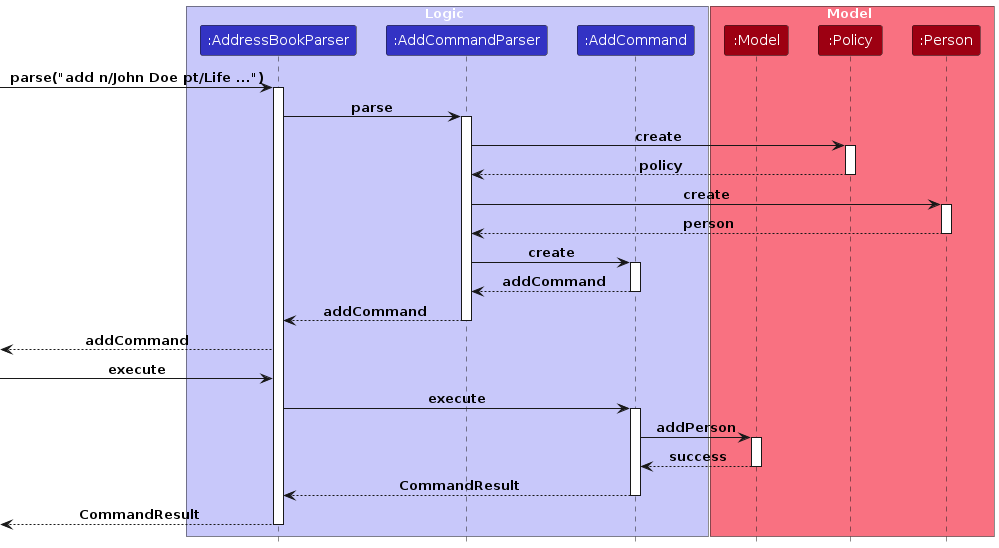 Logic
Model
:AddressBookParser
:AddCommandParser
:AddCommand
:Model
:Policy
:Person
parse("add n/John Doe pt/Life ...")
parse
create
policy
create
person
create
addCommand
addCommand
addCommand
execute
execute
addPerson
success
CommandResult
CommandResult